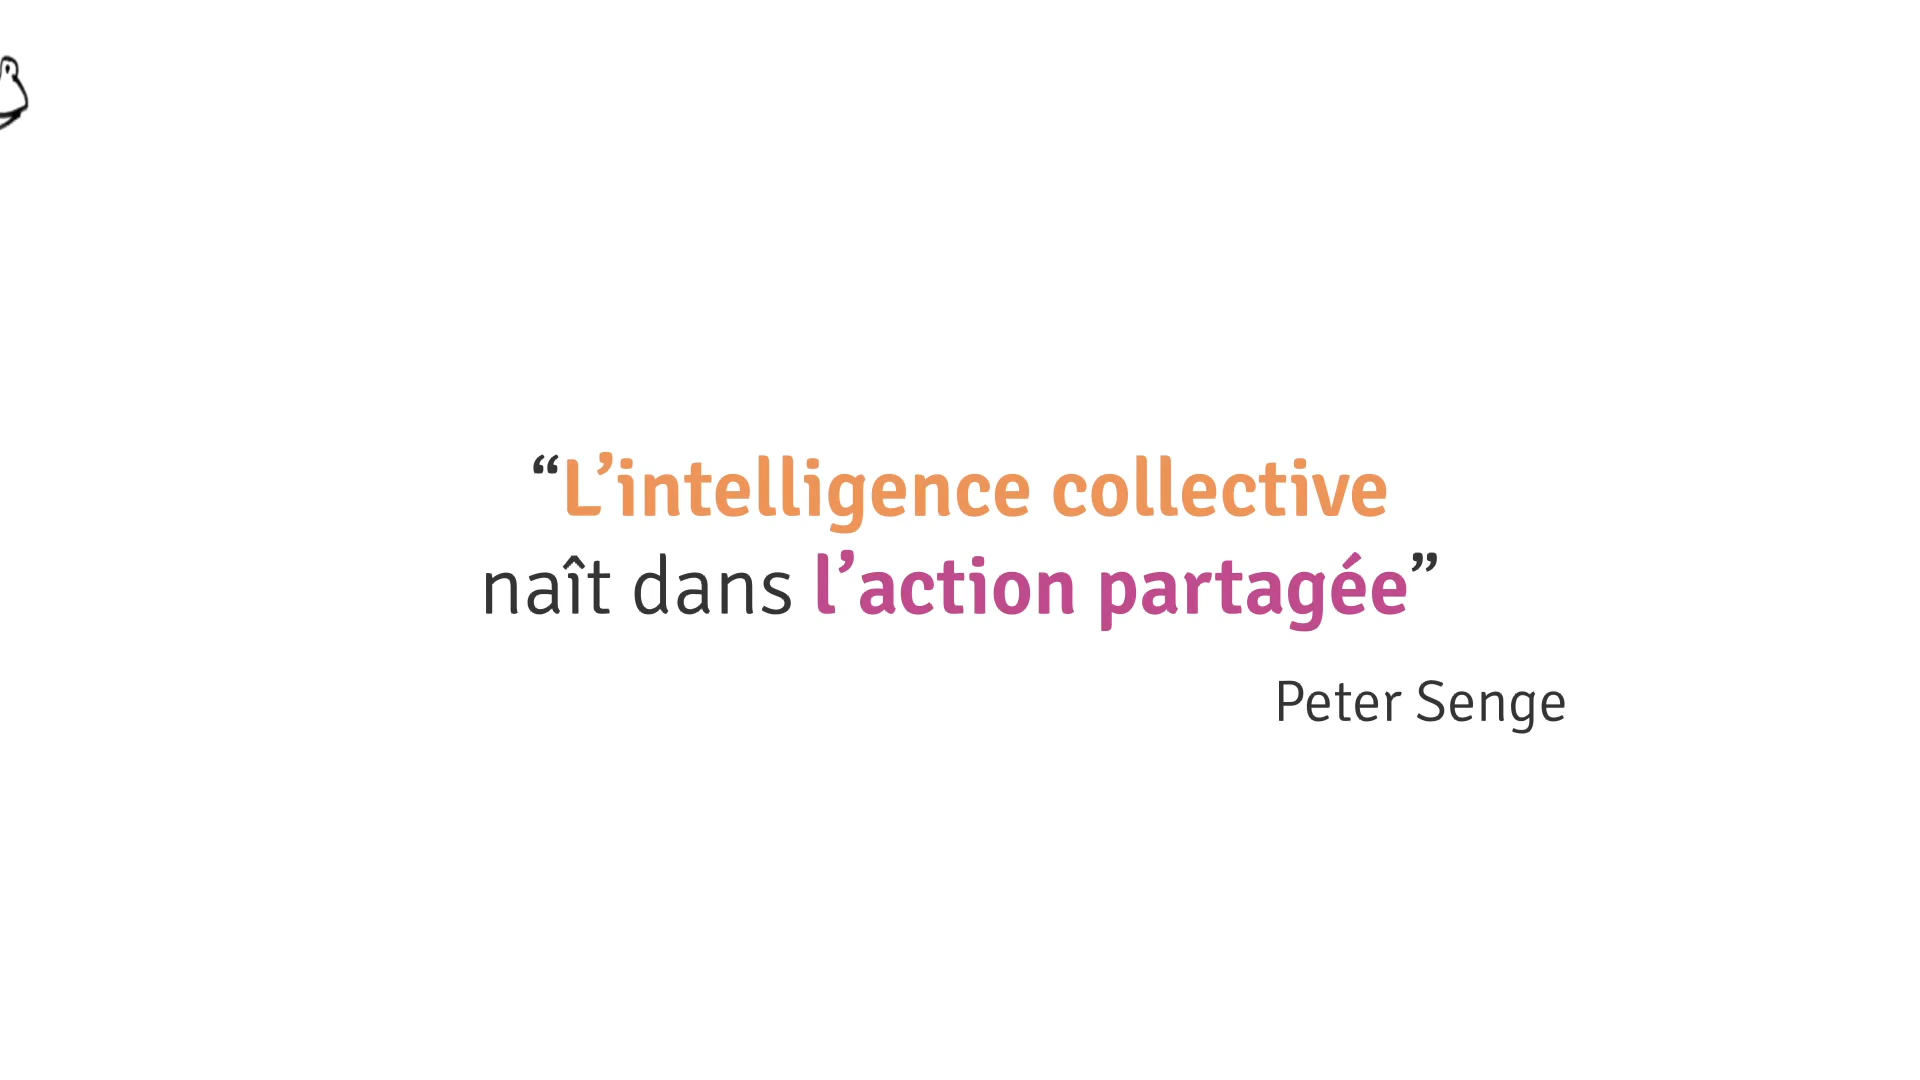 “L’intelligence collective
naît dans l’action partagée”
Peter Senge